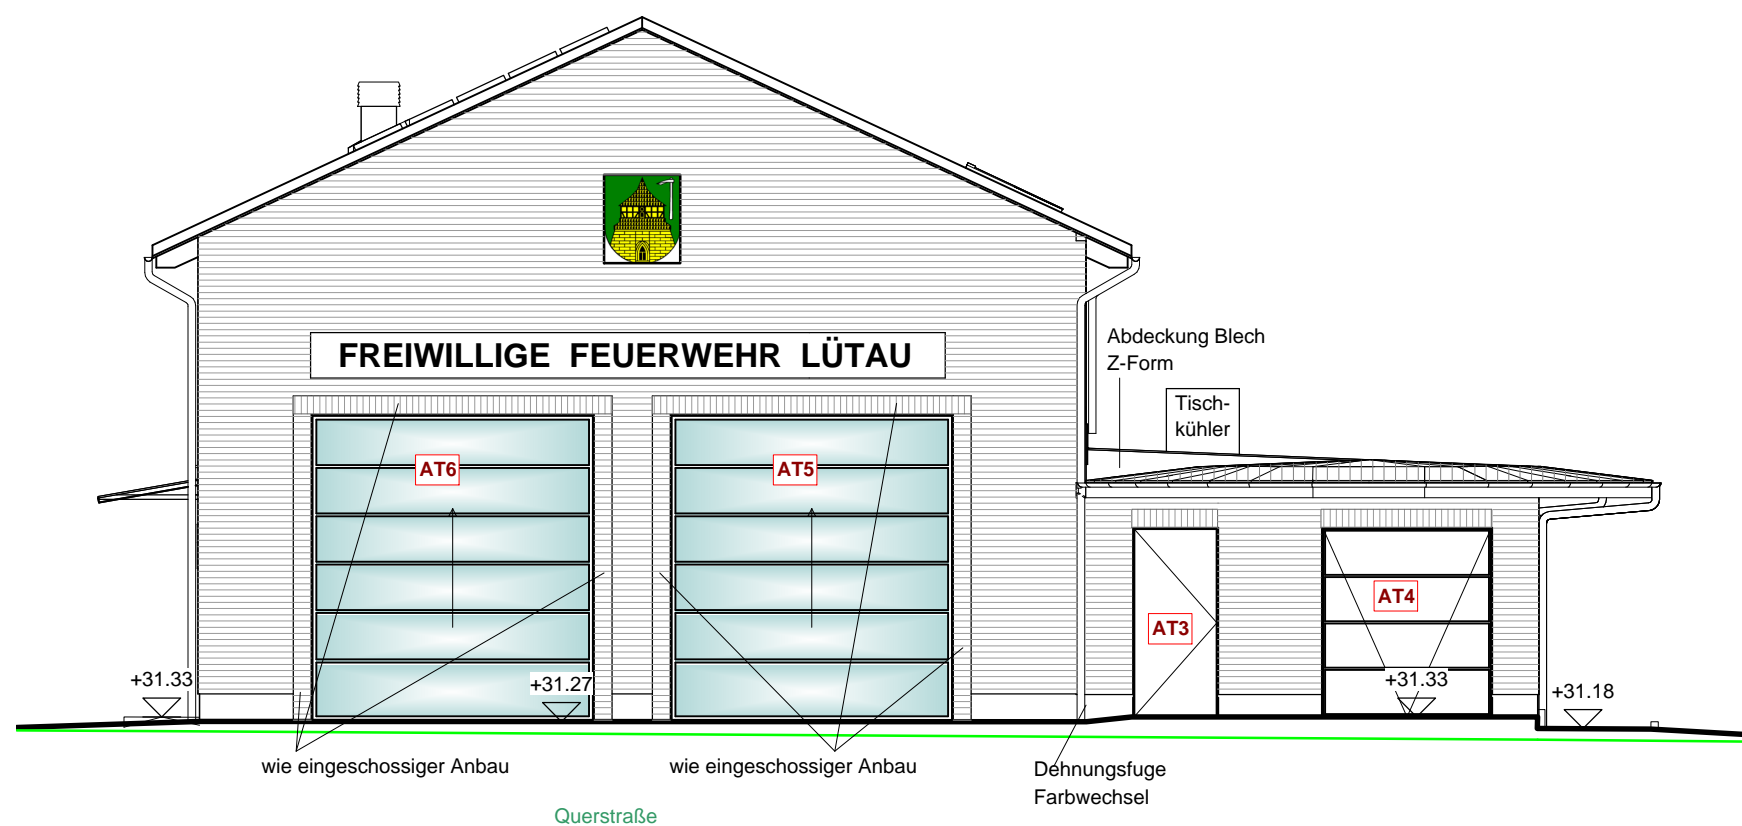 FREIWILLIGE FEUERWEHR LÜTAU
Abdeckung Blech
Z-Form
Tisch-
kühler
AT6
AT5
AT4
AT3
+31.33
+31.27
+31.33
+31.18
wie eingeschossiger Anbau
wie eingeschossiger Anbau
Dehnungsfuge
Farbwechsel
Querstraße